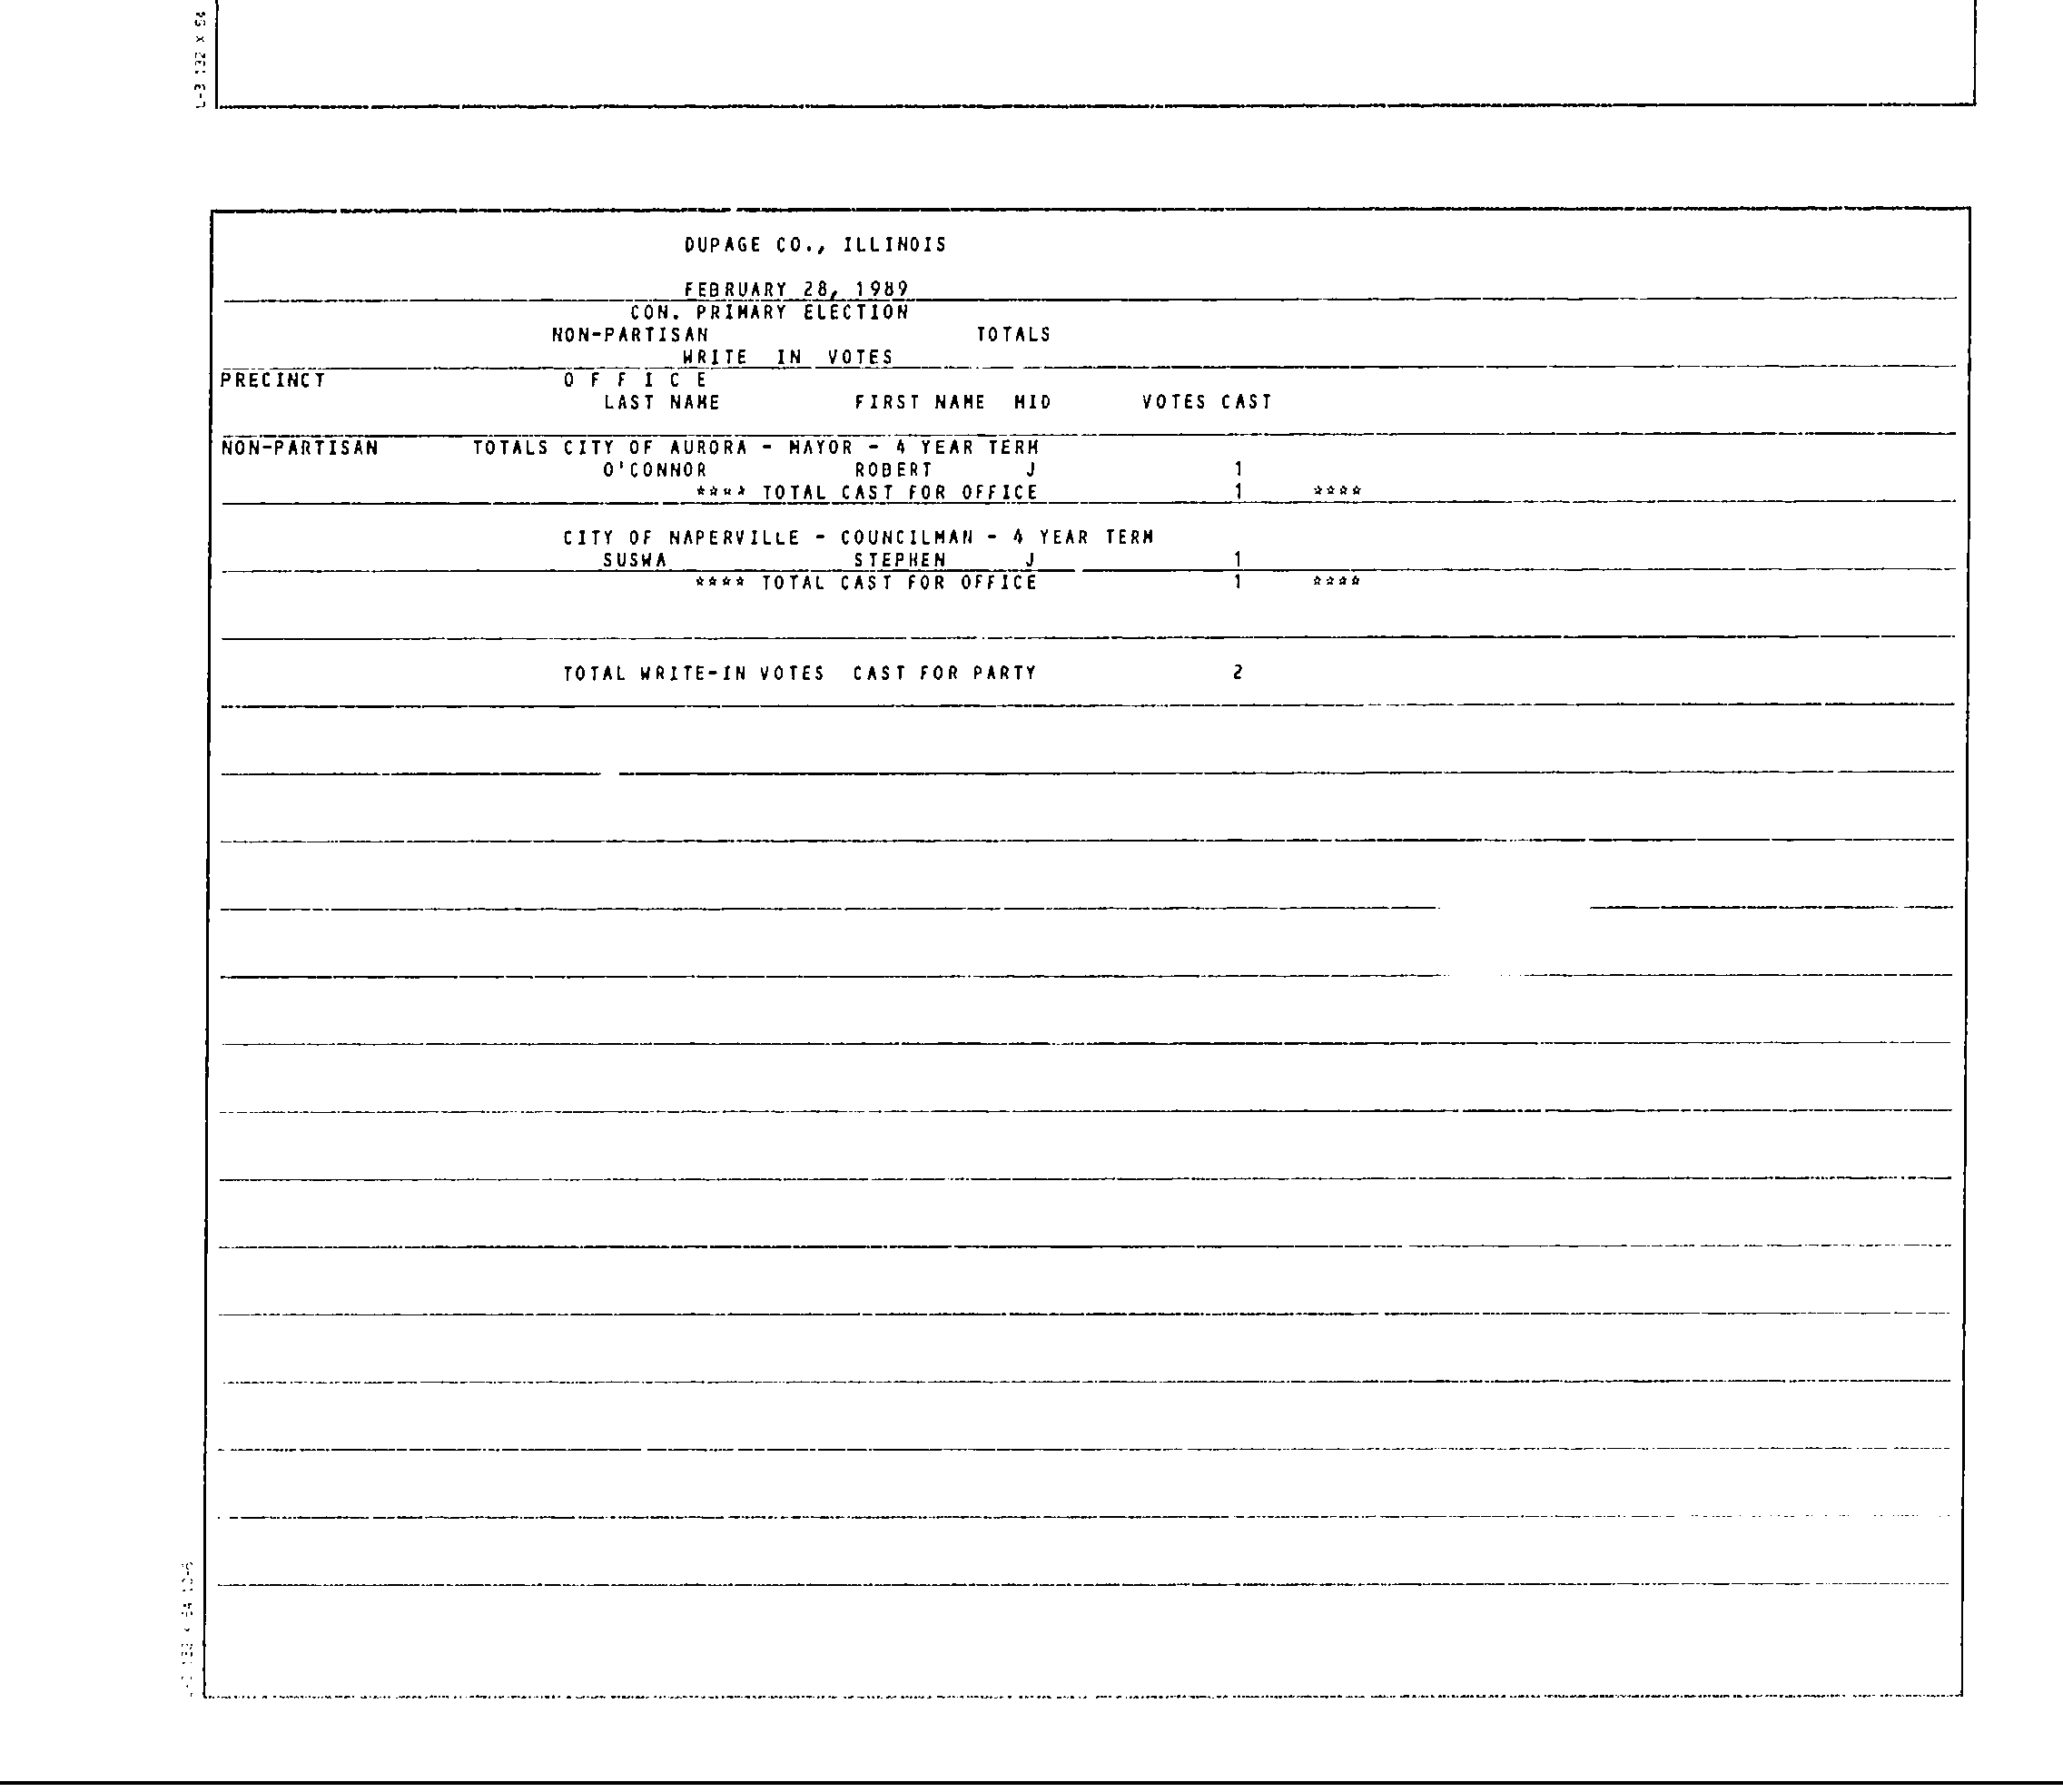 L-3 132 X 64
DUPAGE CO., ILLINOIS
FEBRUARY 28, 1989
CON. PRIMARY ELECTION
NON-PARTISAN TOTALS
WRITE IN VOTES
PRECINCT O F F I C E
LAST NAME FIRST NAME MID VOTES CAST
NON-PARTISAN TOTALS CITY OF AURORA - MAYOR - 4 YEAR TERM
O'CONNOR ROBERT J 1
**** TOTAL CAST FOR OFFICE 1 ****
CITY OF NAPERVILLE - COUNCILMAN - 4 YEAR TERM
SUSWA STEPHEN J 1
**** TOTAL CAST FOR OFFICE 1 ****
TOTAL WRITE-IN VOTES CAST FOR PARTY 2